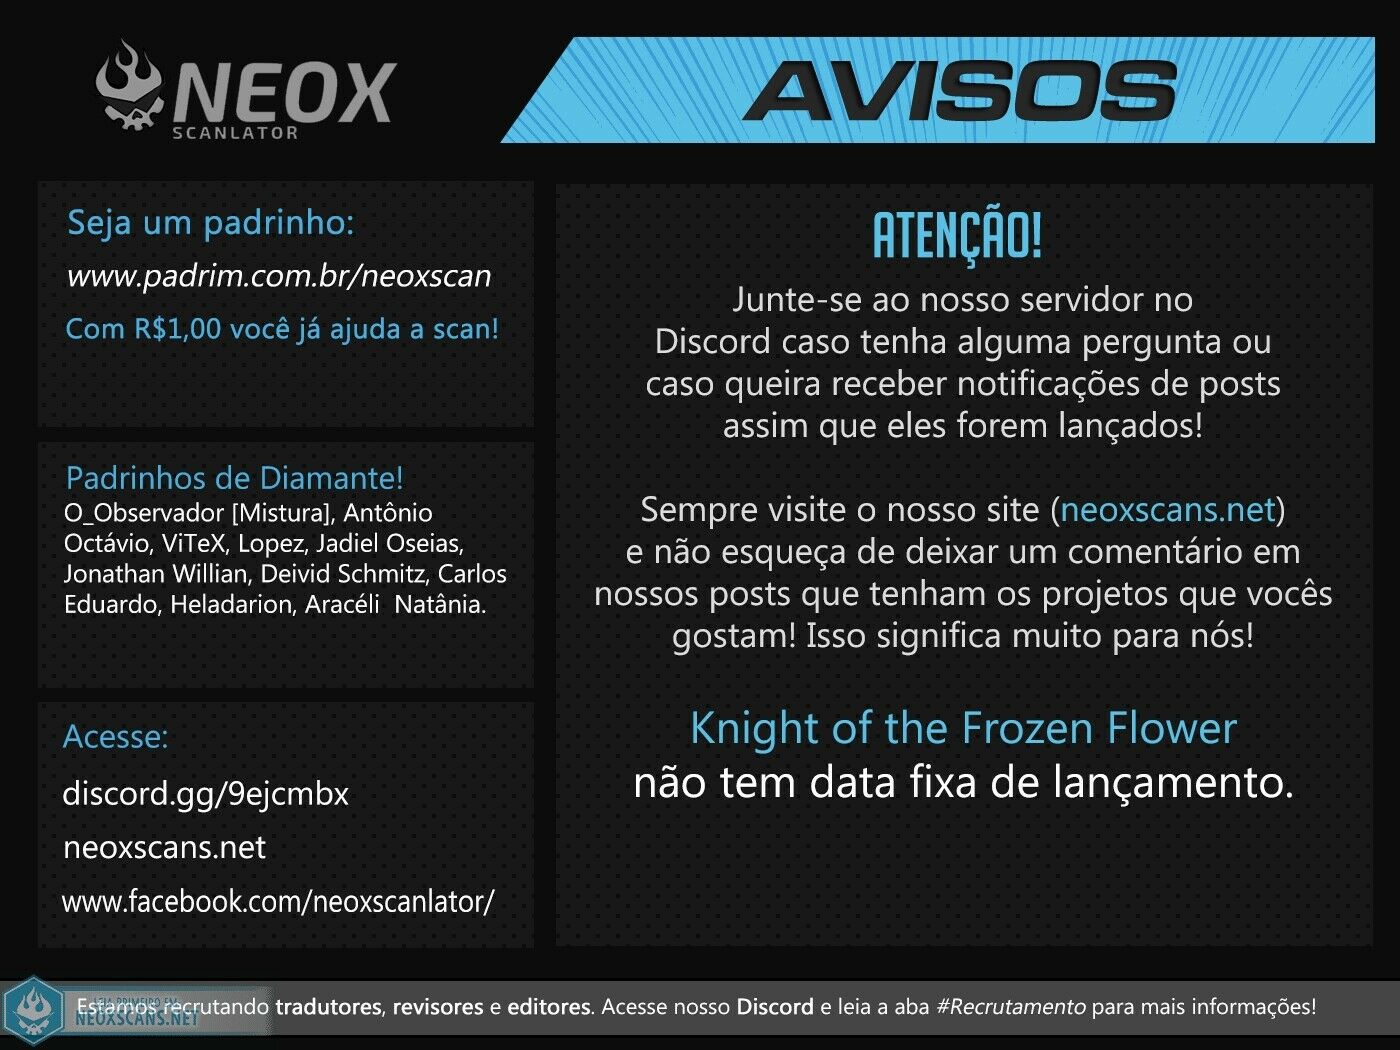 NEOX
SCANLATOR
AVISOS
Seja um padrinho:
www.padrim.com.br/neoxscan
Com R$1,00 você já ajuda a scan!
Padrinhos de Diamante!
O_Observador [Mistura], Antônio
Octávio, ViTeX, Lopez, Jadiel Oseias,
Jonathan Willian, Deivid Schmitz, Carlos
Eduardo, Heladarion, Aracéli  Natânia.
Acesse:
discord.gg/9ejcmbx
neoxscans.net
www.facebook.com/neoxscanlator/
ATENÇÃO!
Junte-se ao nosso servidor no
Discord caso tenha alguma pergunta ou
caso queira receber notificações de posts
assim que eles forem lançados!
Sempre visite o nosso site (neoxscans.net)
e não esqueça de deixar um comentário em
nossos posts que tenham os projetos que vocês
gostam! Isso significa muito para nós!
Knight of the Frozen Flower
não tem data fixa de lançamento.
Estamos recrutando tradutores, revisores e editores. Acesse nosso Discord e leia a aba #Recrutamento para mais informações!
LEIA PRIMEIRO EM
NEOXSCANS.NET